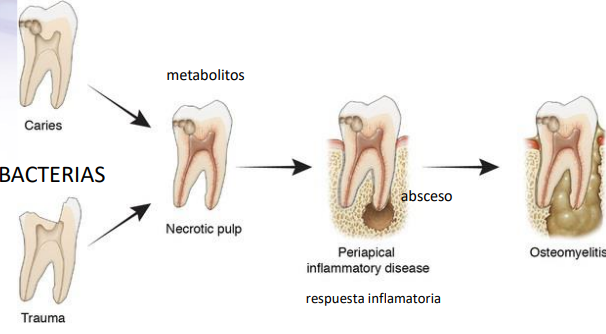 Caries
BACTERIAS
Trauma
metabolitos
Necrotic pulp
absceso
Periapical
inflammatory disease
respuesta inflamatoria
Osteomyelitis